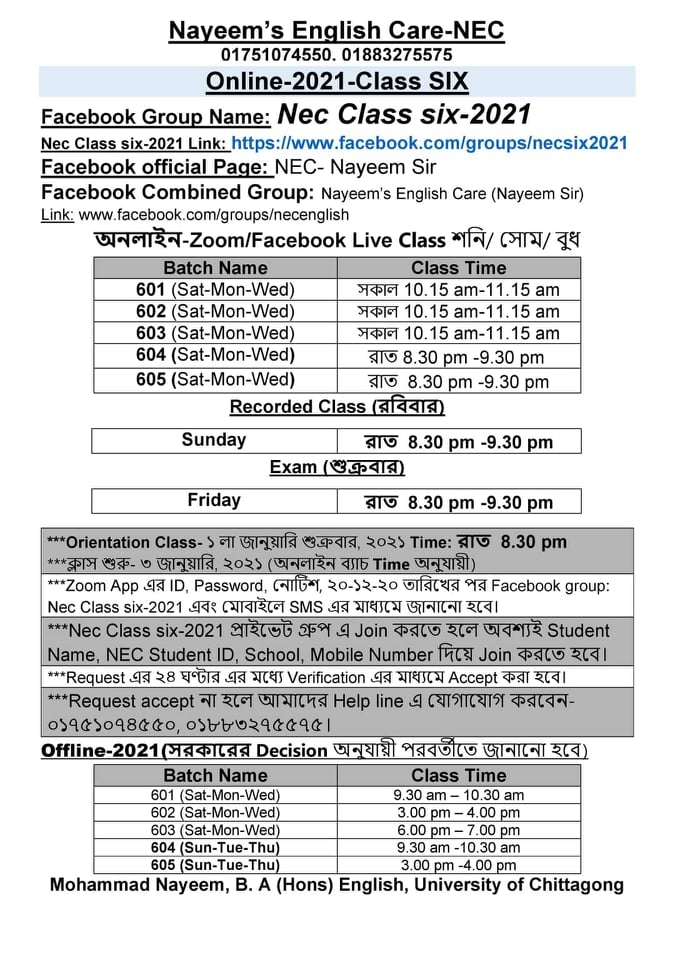 Nayeem's English Care-NEC
01751074550. 01883275575
Online-2021-Class SIX
Facebook Group Name: Nec Class six-2021
Nec Class six-2021 Link: https://www.facebook.com/groups/necsix2021
Facebook official Page: NEC- Nayeem Sir
Facebook Combined Group: Nayeem's English Care (Nayeem Sir)
Link: www.facebook.com/groups/necenglish
অনলাইন-Zoom/Facebook Live Class শনি/ সোম/ বুধ
Batch Name Class Time
601 (Sat-Mon-Wed) সকাল 10.15 am-11.15 am
602 (Sat-Mon-Wed) সকাল 10.15 am-11.15 am
603 (Sat-Mon-Wed) সকাল 10.15 am-11.15 am
604 (Sat-Mon-Wed) রাত 8.30 pm -9.30 pm
605 (Sat-Mon-Wed) রাত 8.30 pm -9.30 pm
Recorded Class (রবিবার)
Sunday রাত 8.30 pm -9.30 pm
Exam (শুক্রবার)
Friday রাত 8.30 pm -9.30 pm
***Orientation Class- ১ লা জানুয়ারি শুক্রবার, ২০২১ Time: রাত 8.30 pm
***ক্লাস শুরু- ৩ জানুয়ারি, ২০২১ (অনলাইন ব্যাচ Time অনুযায়ী)
***Zoom App এর ID, Password, নোটিশ, ২০-১২-২০ তারিখের পর Facebook group:
Nec Class six-2021 এবং মোবাইলে SMS এর মাধ্যমে জানানো হবে।
***Nec Class six-2021 প্রাইভেট গ্রুপ এ Join করতে হলে অবশ্যই Student
Name, NEC Student ID, School, Mobile Number দিয়ে Join করতে হবে।
***Request এর ২৪ ঘণ্টার এর মধ্যে Verification এর মাধ্যমে Accept করা হবে।
***Request accept না হলে আমাদের Help line এ যোগাযোগ করবেন-
০১৭৫১০৭৪৫৫০, ০১৮৮৩২৭৫৫৭৫।
Offline-2021(সরকারের Decision অনুযায়ী পরবর্তীতে জানানো হবে)
Batch Name Class Time
601 (Sat-Mon-Wed) 9.30 am – 10.30 am
602 (Sat-Mon-Wed) 3.00 pm – 4.00 pm
603 (Sat-Mon-Wed) 6.00 pm – 7.00 pm
604 (Sun-Tue-Thu) 9.30 am -10.30 am
605 (Sun-Tue-Thu) 3.00 pm -4.00 pm
Mohammad Nayeem, B. A (Hons) English, University of Chittagong